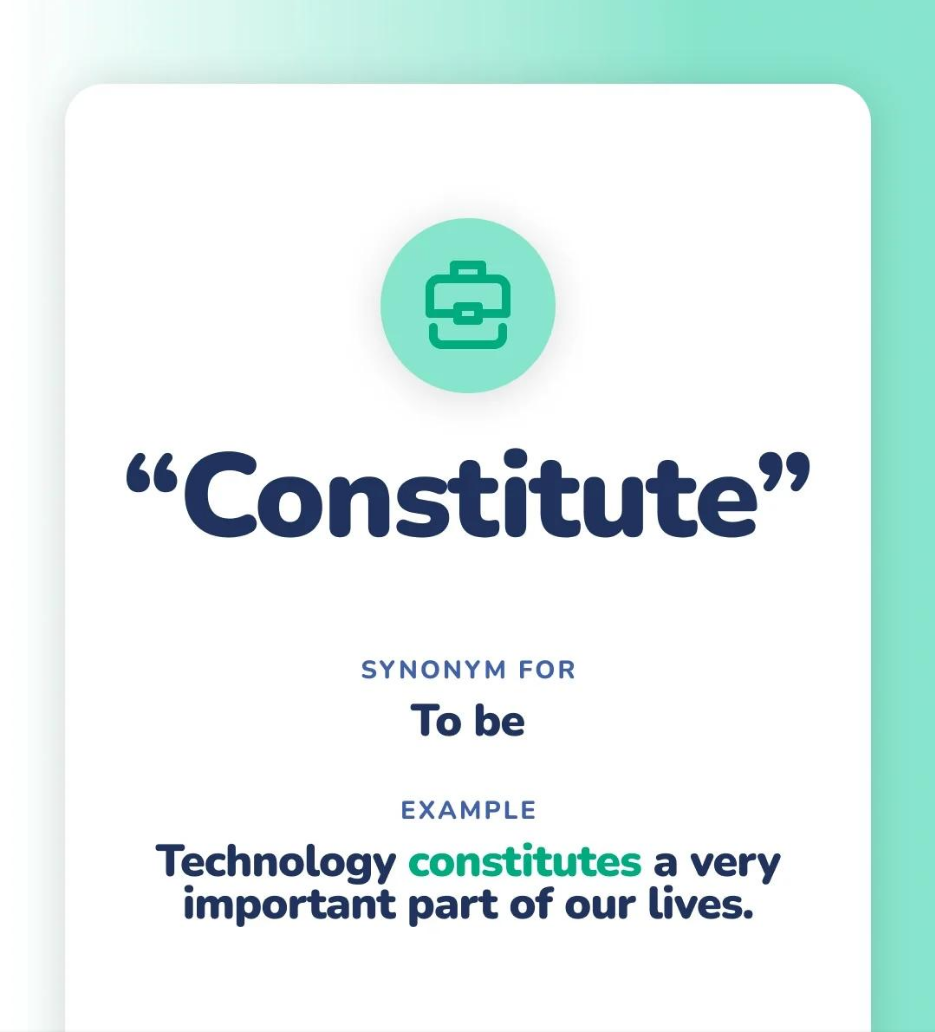 “Constitute”
SYNONYM FOR
To be
EXAMPLE
Technology constitutes a very
important part of our lives.